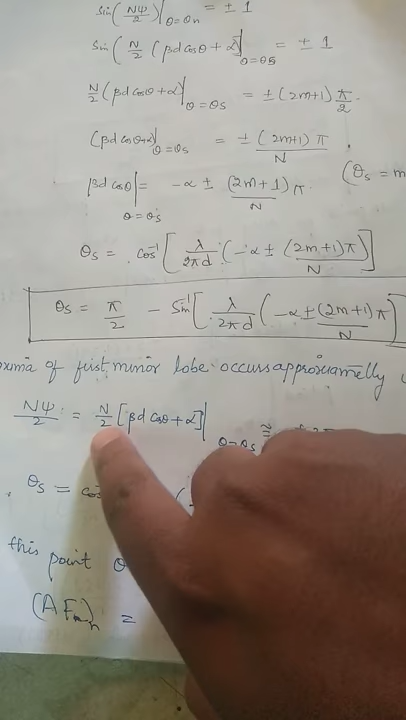 sin(Nψ/2)|θ=θn = ± 1
Sin(N/2 (βd cosθ + α)|θ=θs = ± 1
N/2 (βd cosθ + α)|θ=θs = ± (2m+1) π/2.
(βd cosθ+α)|θ=θs = ± (2m+1) π/N
βd cosθ|θ=θs = -α ± (2m+1)/N π. (θs = m
θs = cos⁻¹[λ/2πd (-α ± (2m+1)π/N)]
θs = π/2 - Sin⁻¹[λ/2πd (-α ± (2m+1)π/N)
xima of first minor lobe occurs approximatelly
Nψ/2 = N/2 [βd cosθ + α]|θ=θs ≅
θs = cos
this point θ
(AFn)n =